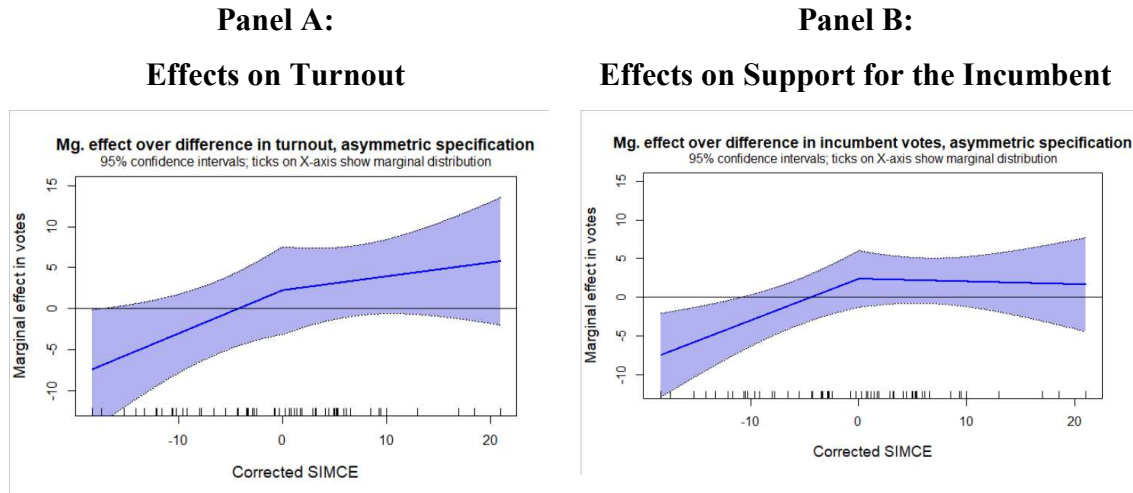 Panel A:
Effects on Turnout
Mg. effect over difference in turnout, asymmetric specification
95% confidence intervals; ticks on X-axis show marginal distribution
Marginal effect in votes
15
10
5
0
-5
-10
-10 0 10 20
Corrected SIMCE
Panel B:
Effects on Support for the Incumbent
Mg. effect over difference in incumbent votes, asymmetric specification
95% confidence intervals; ticks on X-axis show marginal distribution
Marginal effect in votes
15
10
5
0
-5
-10
-10 0 10 20
Corrected SIMCE